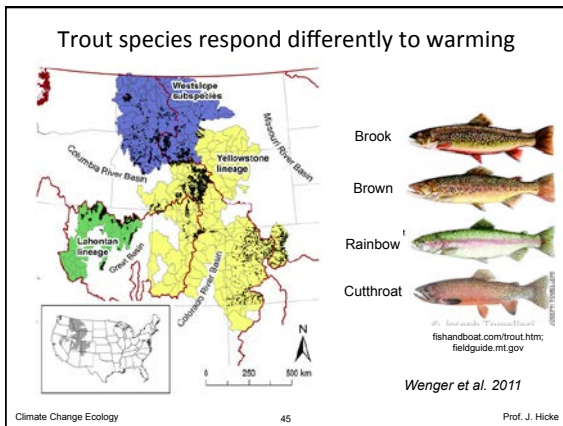 Trout species respond differently to warming
Westslope
subspecies
Missouri River Basin
Columbia River Basin
Yellowstone
lineage
Lahontan
lineage
Great Basin
Colorado River Basin
N
0
250
500 km
Brook
Brown
Rainbow
t
Cutthroat
© Joseph Tomelleri
fishandboat.com/trout.htm;
fieldguide.mt.gov
Wenger et al. 2011
Climate Change Ecology
45
Prof. J. Hicke